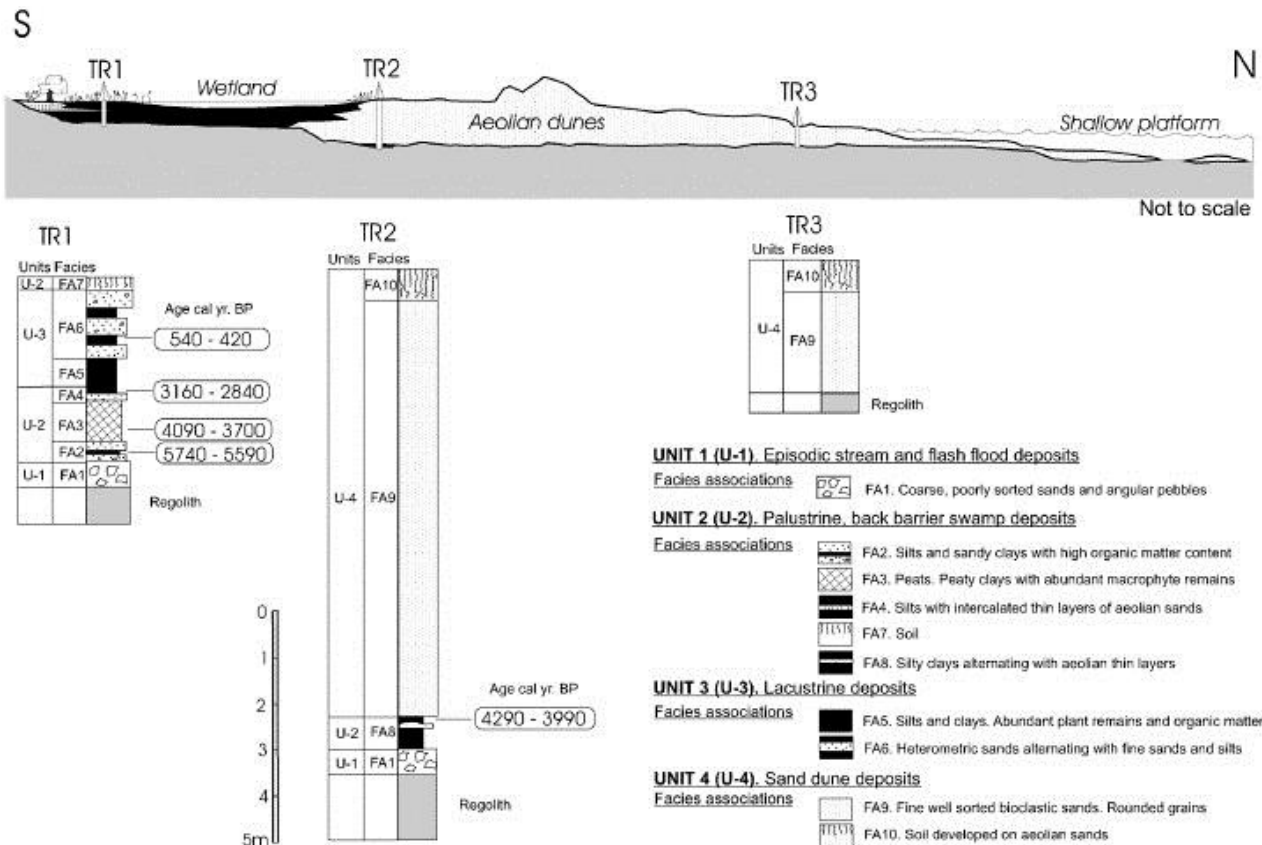 S
N
TR1
Wetland
TR2
Aeolian dunes
TR3
Shallow platform
Not to scale
TR1
Units Facies
U-2 FA7
U-3 FA6
FA5
FA4
U-2 FA3
FA2
U-1 FA1
Regolith
Age cal yr. BP
540 - 420
3160 - 2840
4090 - 3700
5740 - 5590
TR2
Units Facies
FA10
U-4 FA9
U-2 FA8
U-1 FA1
Regolith
Age cal yr. BP
4290 - 3990
0
1
2
3
4
5m
TR3
Units Facies
FA10
U-4
FA9
Regolith
UNIT 1 (U-1). Episodic stream and flash flood deposits
Facies associations
FA1. Coarse, poorly sorted sands and angular pebbles
UNIT 2 (U-2). Palustrine, back barrier swamp deposits
Facies associations
FA2. Silts and sandy clays with high organic matter content
FA3. Peats. Peaty clays with abundant macrophyte remains
FA4. Silts with intercalated thin layers of aeolian sands
FA7. Soil
FA8. Silty clays alternating with aeolian thin layers
UNIT 3 (U-3). Lacustrine deposits
Facies associations
FA5. Silts and clays. Abundant plant remains and organic matter
FA6. Heterometric sands alternating with fine sands and silts
UNIT 4 (U-4). Sand dune deposits
Facies associations
FA9. Fine well sorted bioclastic sands. Rounded grains
FA10. Soil developed on aeolian sands